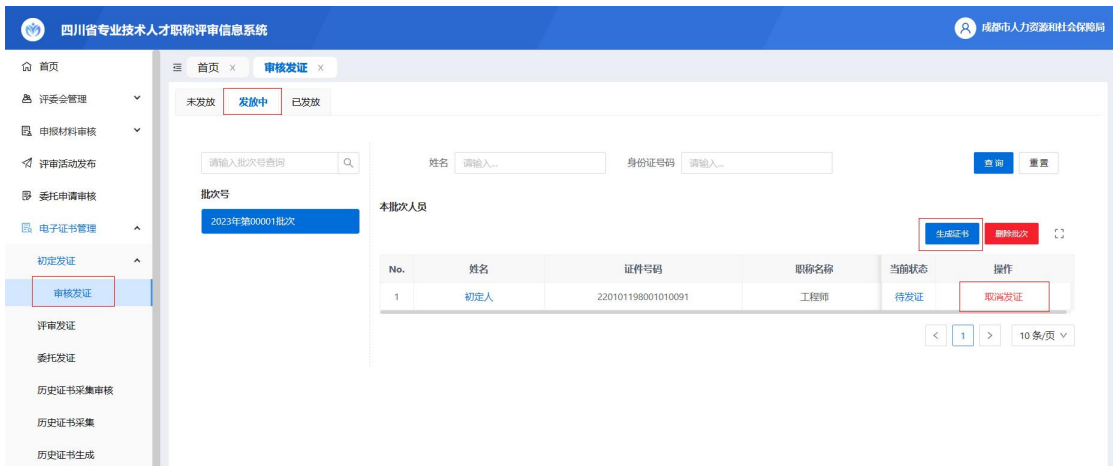 四川省专业技术人才职称评审信息系统
成都市人力资源和社会保障局
首页
评委会管理
申报材料审核
评审活动发布
委托申请审核
电子证书管理
初定发证
审核发证
评审发证
委托发证
历史证书采集审核
历史证书采集
历史证书生成
首页 × 审核发证 ×
未发放 发放中 已发放
请输入批次号查询
姓名 请输入... 身份证号码 请输入... 查询 重置
批次号
2023年第00001批次
本批次人员
生成证书 删除批次
No. 姓名 证件号码 职称名称 当前状态 操作
1 初定人 220101198001010091 工程师 待发证 取消发证
< 1 > 10 条/页